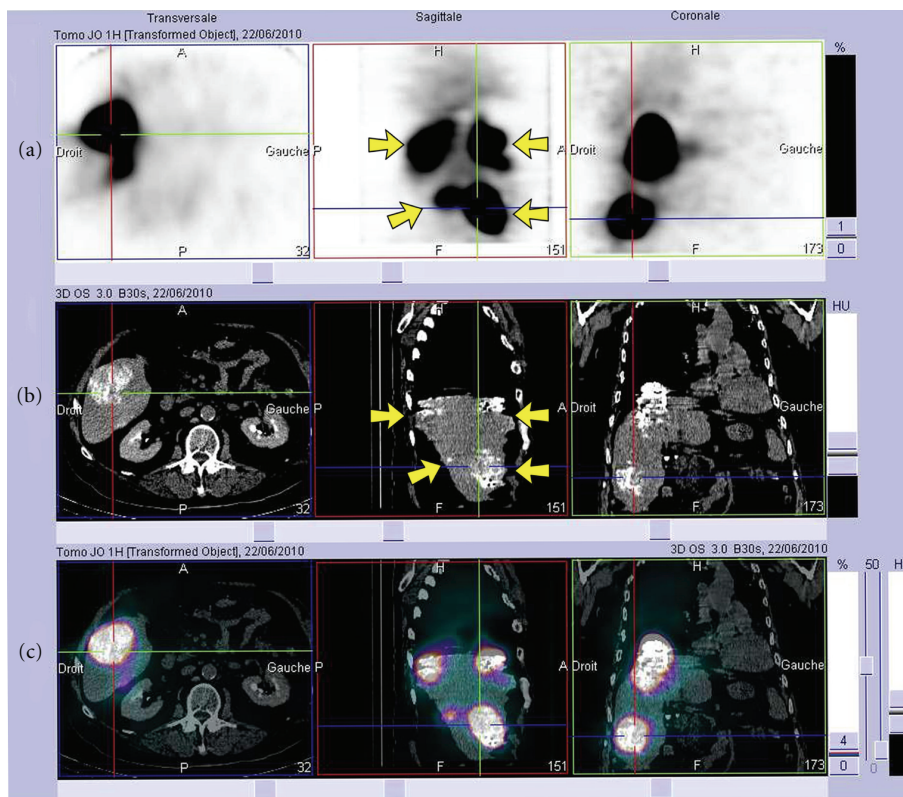 Transversale Sagittale Coronale
Tomo JO 1H [Transformed Object], 22/06/2010
A H H %
(a)
Droit Gauche P A Droit Gauche
1
P F F 0
32 151 173
3D OS 3.0 B30s, 22/06/2010
A H H HU
(b)
Droit Gauche P A Droit Gauche
P F F
32 151 173
Tomo JO 1H [Transformed Object], 22/06/2010 3D OS 3.0 B30s, 22/06/2010
A H H % 50 H
(c)
Droit Gauche P A Droit Gauche
4
P F F 0 0
32 151 173